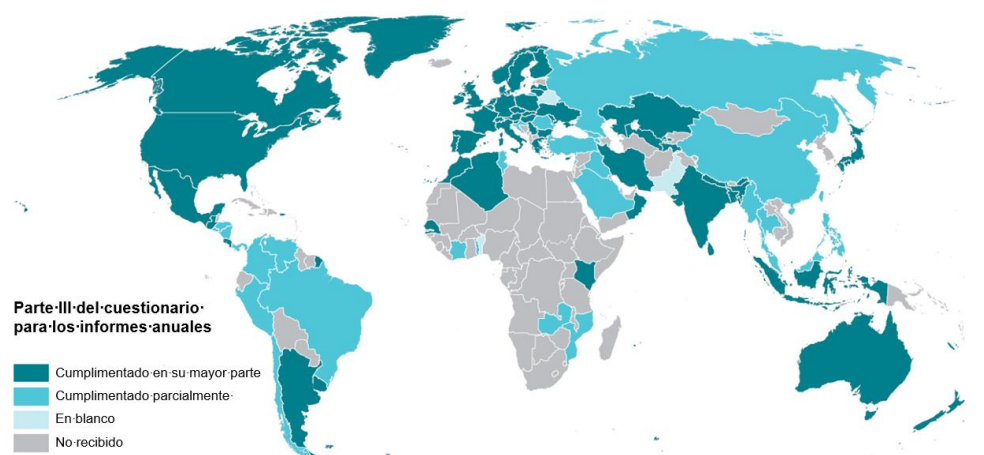 Parte·III·del·cuestionario·
para·los·informes·anuales
Cumplimentado·en·su·mayor·parte
Cumplimentado·parcialmente·
En·blanco
No·recibido